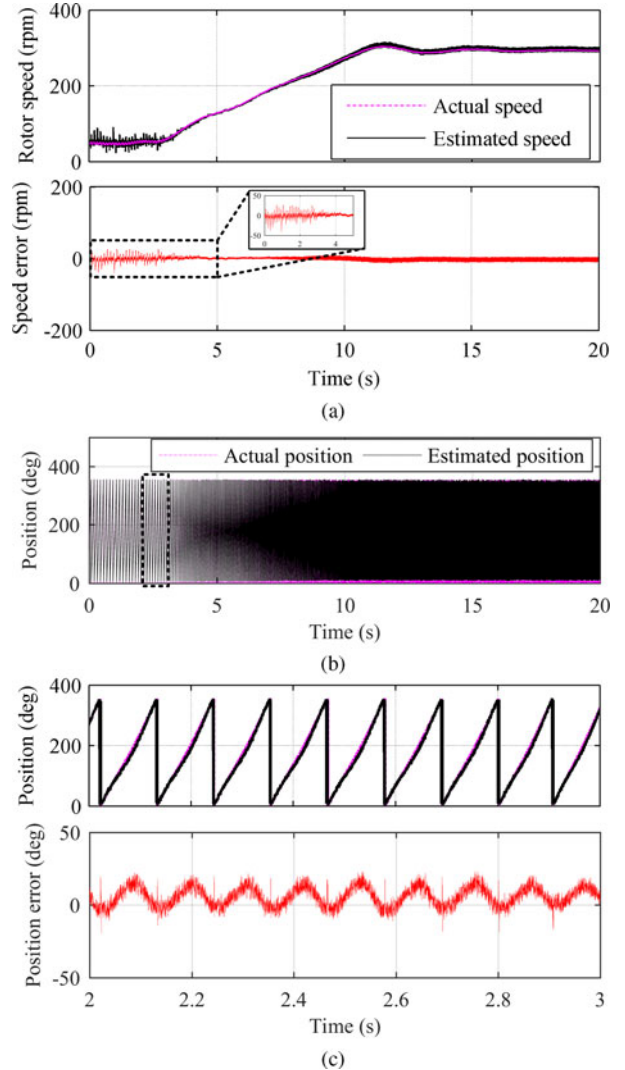 400
Rotor speed (rpm)
200
0
Actual speed
Estimated speed
200
Speed error (rpm)
0
-200
50
0
-50
0 2 4
0 5 10 15 20
Time (s)
(a)
Actual position Estimated position
400
Position (deg)
200
0
0 5 10 15 20
Time (s)
(b)
400
Position (deg)
200
0
50
Position error (deg)
0
-50
2 2.2 2.4 2.6 2.8 3
Time (s)
(c)